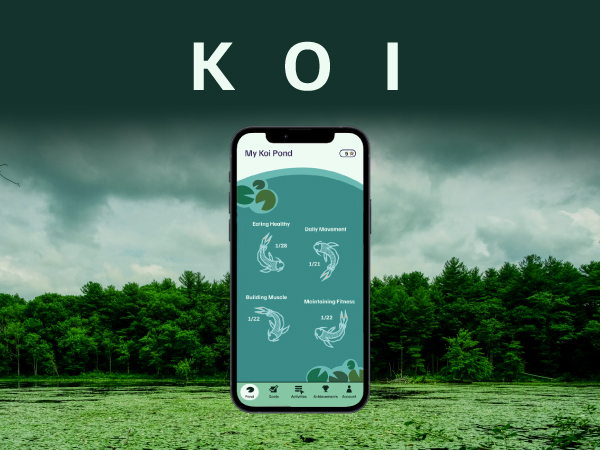 K O I
My Koi Pond
Eating Healthy
1/28
Daily Movement
1/21
Building Muscle
1/22
Maintaining Fitness
1/22
Pond Goals Activities Achievements Account